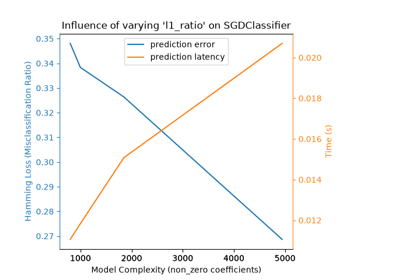 Influence of varying 'l1_ratio' on SGDClassifier
prediction error
prediction latency
Hamming Loss (Misclassification Ratio)
0.35
0.34
0.33
0.32
0.31
0.30
0.29
0.28
0.27
0.020
0.018
0.016
0.014
0.012
Time (s)
1000 2000 3000 4000 5000
Model Complexity (non_zero coefficients)